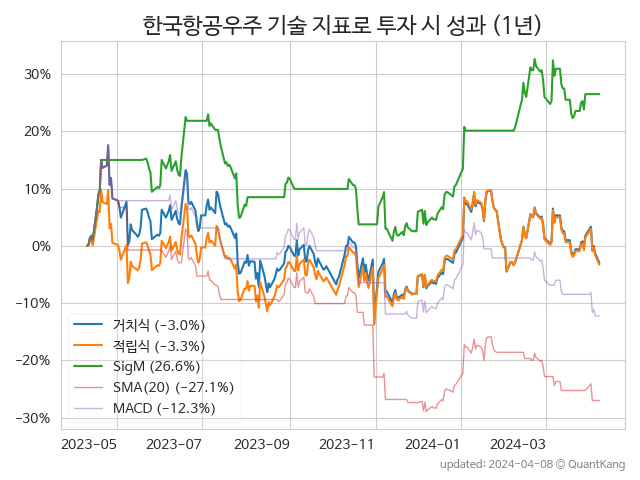 한국항공우주 기술 지표로 투자 시 성과 (1년)
30%
20%
10%
0%
−10%
−20%
−30%
거치식 (−3.0%)
적립식 (−3.3%)
SigM (26.6%)
SMA(20) (−27.1%)
MACD (−12.3%)
2023-05 2023-07 2023-09 2023-11 2024-01 2024-03
updated: 2024-04-08 © QuantKang